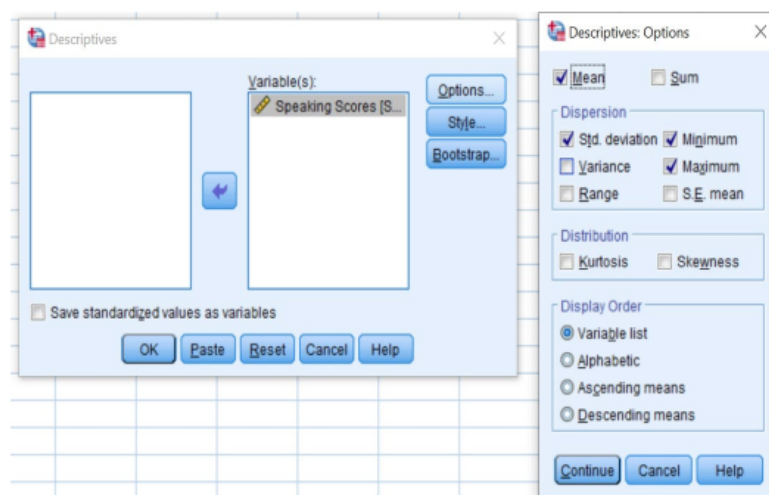 Descriptives
Variable(s):
Speaking Scores [S...
Options...
Style...
Bootstrap...
Save standardized values as variables
OK Paste Reset Cancel Help
Descriptives: Options
Mean Sum
Dispersion
Std. deviation Minimum
Variance Maximum
Range S.E. mean
Distribution
Kurtosis Skewness
Display Order
Variable list
Alphabetic
Ascending means
Descending means
Continue Cancel Help